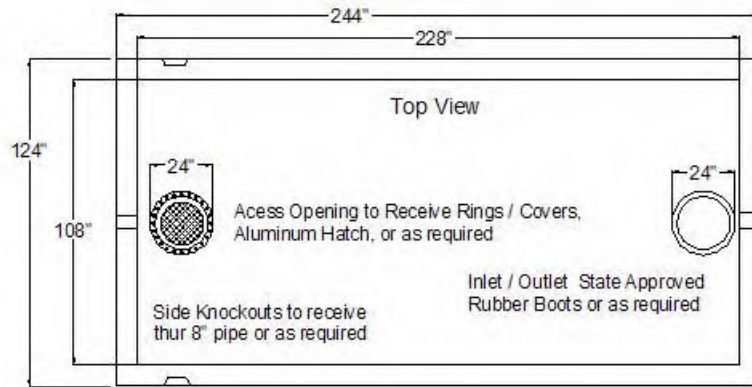 244"
228"
Top View
124"
24"
24"
108"
Acess Opening to Receive Rings / Covers,
Aluminum Hatch, or as required
Inlet / Outlet State Approved
Rubber Boots or as required
Side Knockouts to receive
thur 8" pipe or as required